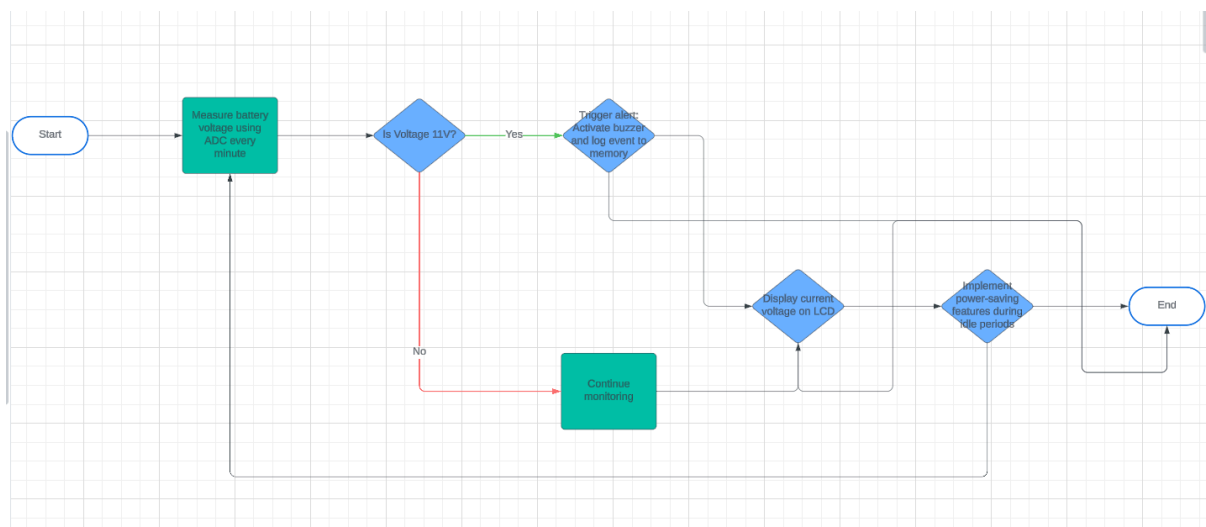 Start
Measure battery
voltage using
ADC every
minute
Is Voltage 11V?
Yes
Trigger alert:
Activate buzzer
and log event to
memory
No
Continue
monitoring
Display current
voltage on LCD
Implement
power-saving
features during
idle periods
End